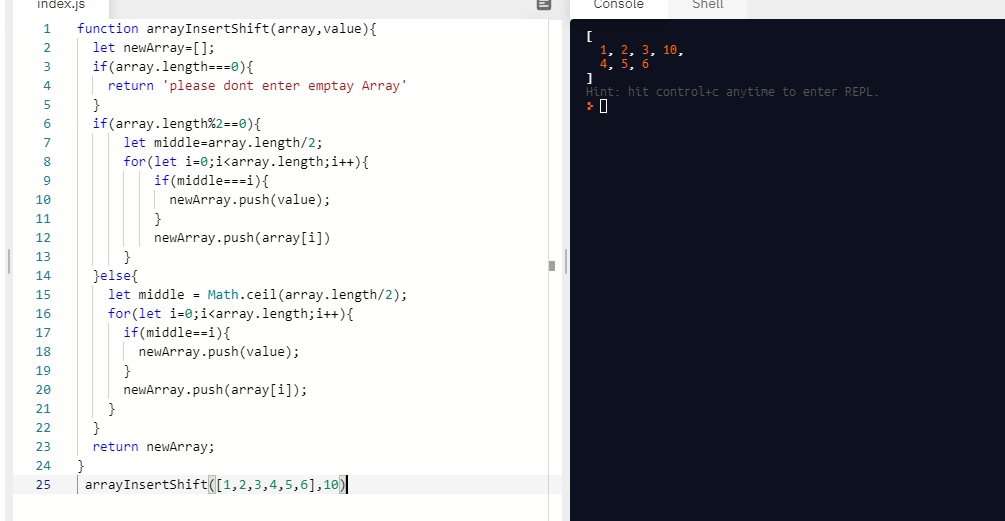 index.js
Console Shell
1 function arrayInsertShift(array,value){
2 let newArray=[];
3 if(array.length===0){
4 return 'please dont enter emptay Array'
5 }
6 if(array.length%2==0){
7 let middle=array.length/2;
8 for(let i=0;i<array.length;i++){
9 if(middle===i){
10 newArray.push(value);
11 }
12 newArray.push(array[i])
13 }
14 }else{
15 let middle = Math.ceil(array.length/2);
16 for(let i=0;i<array.length;i++){
17 if(middle==i){
18 newArray.push(value);
19 }
20 newArray.push(array[i]);
21 }
22 }
23 return newArray;
24 }
25 arrayInsertShift([1,2,3,4,5,6],10)
[
1, 2, 3, 10,
4, 5, 6
]
Hint: hit control+c anytime to enter REPL.